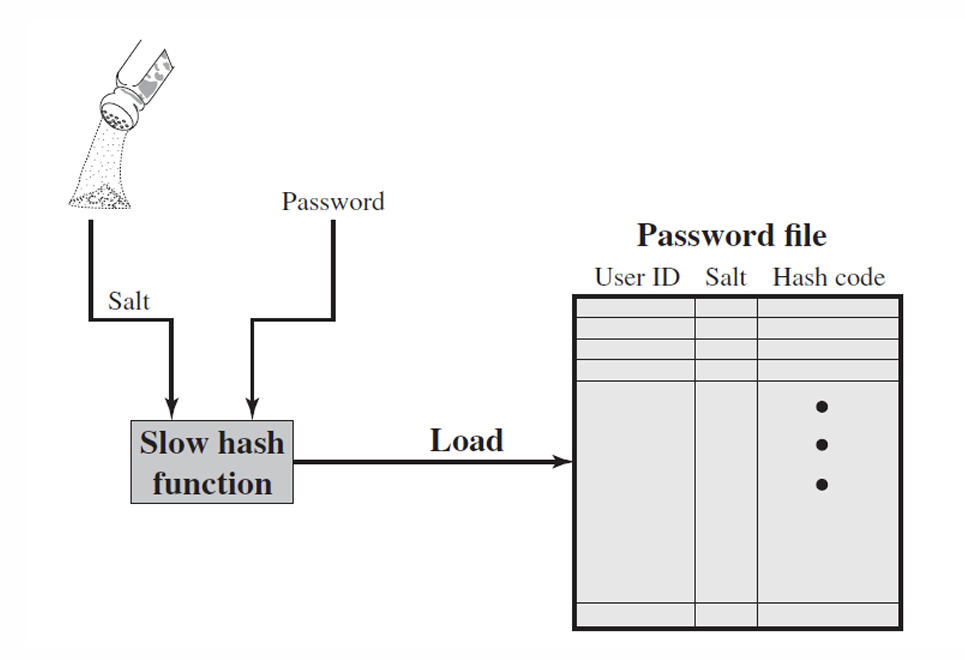 Password
Salt
Password file
User ID Salt Hash code
Slow hash
function
Load